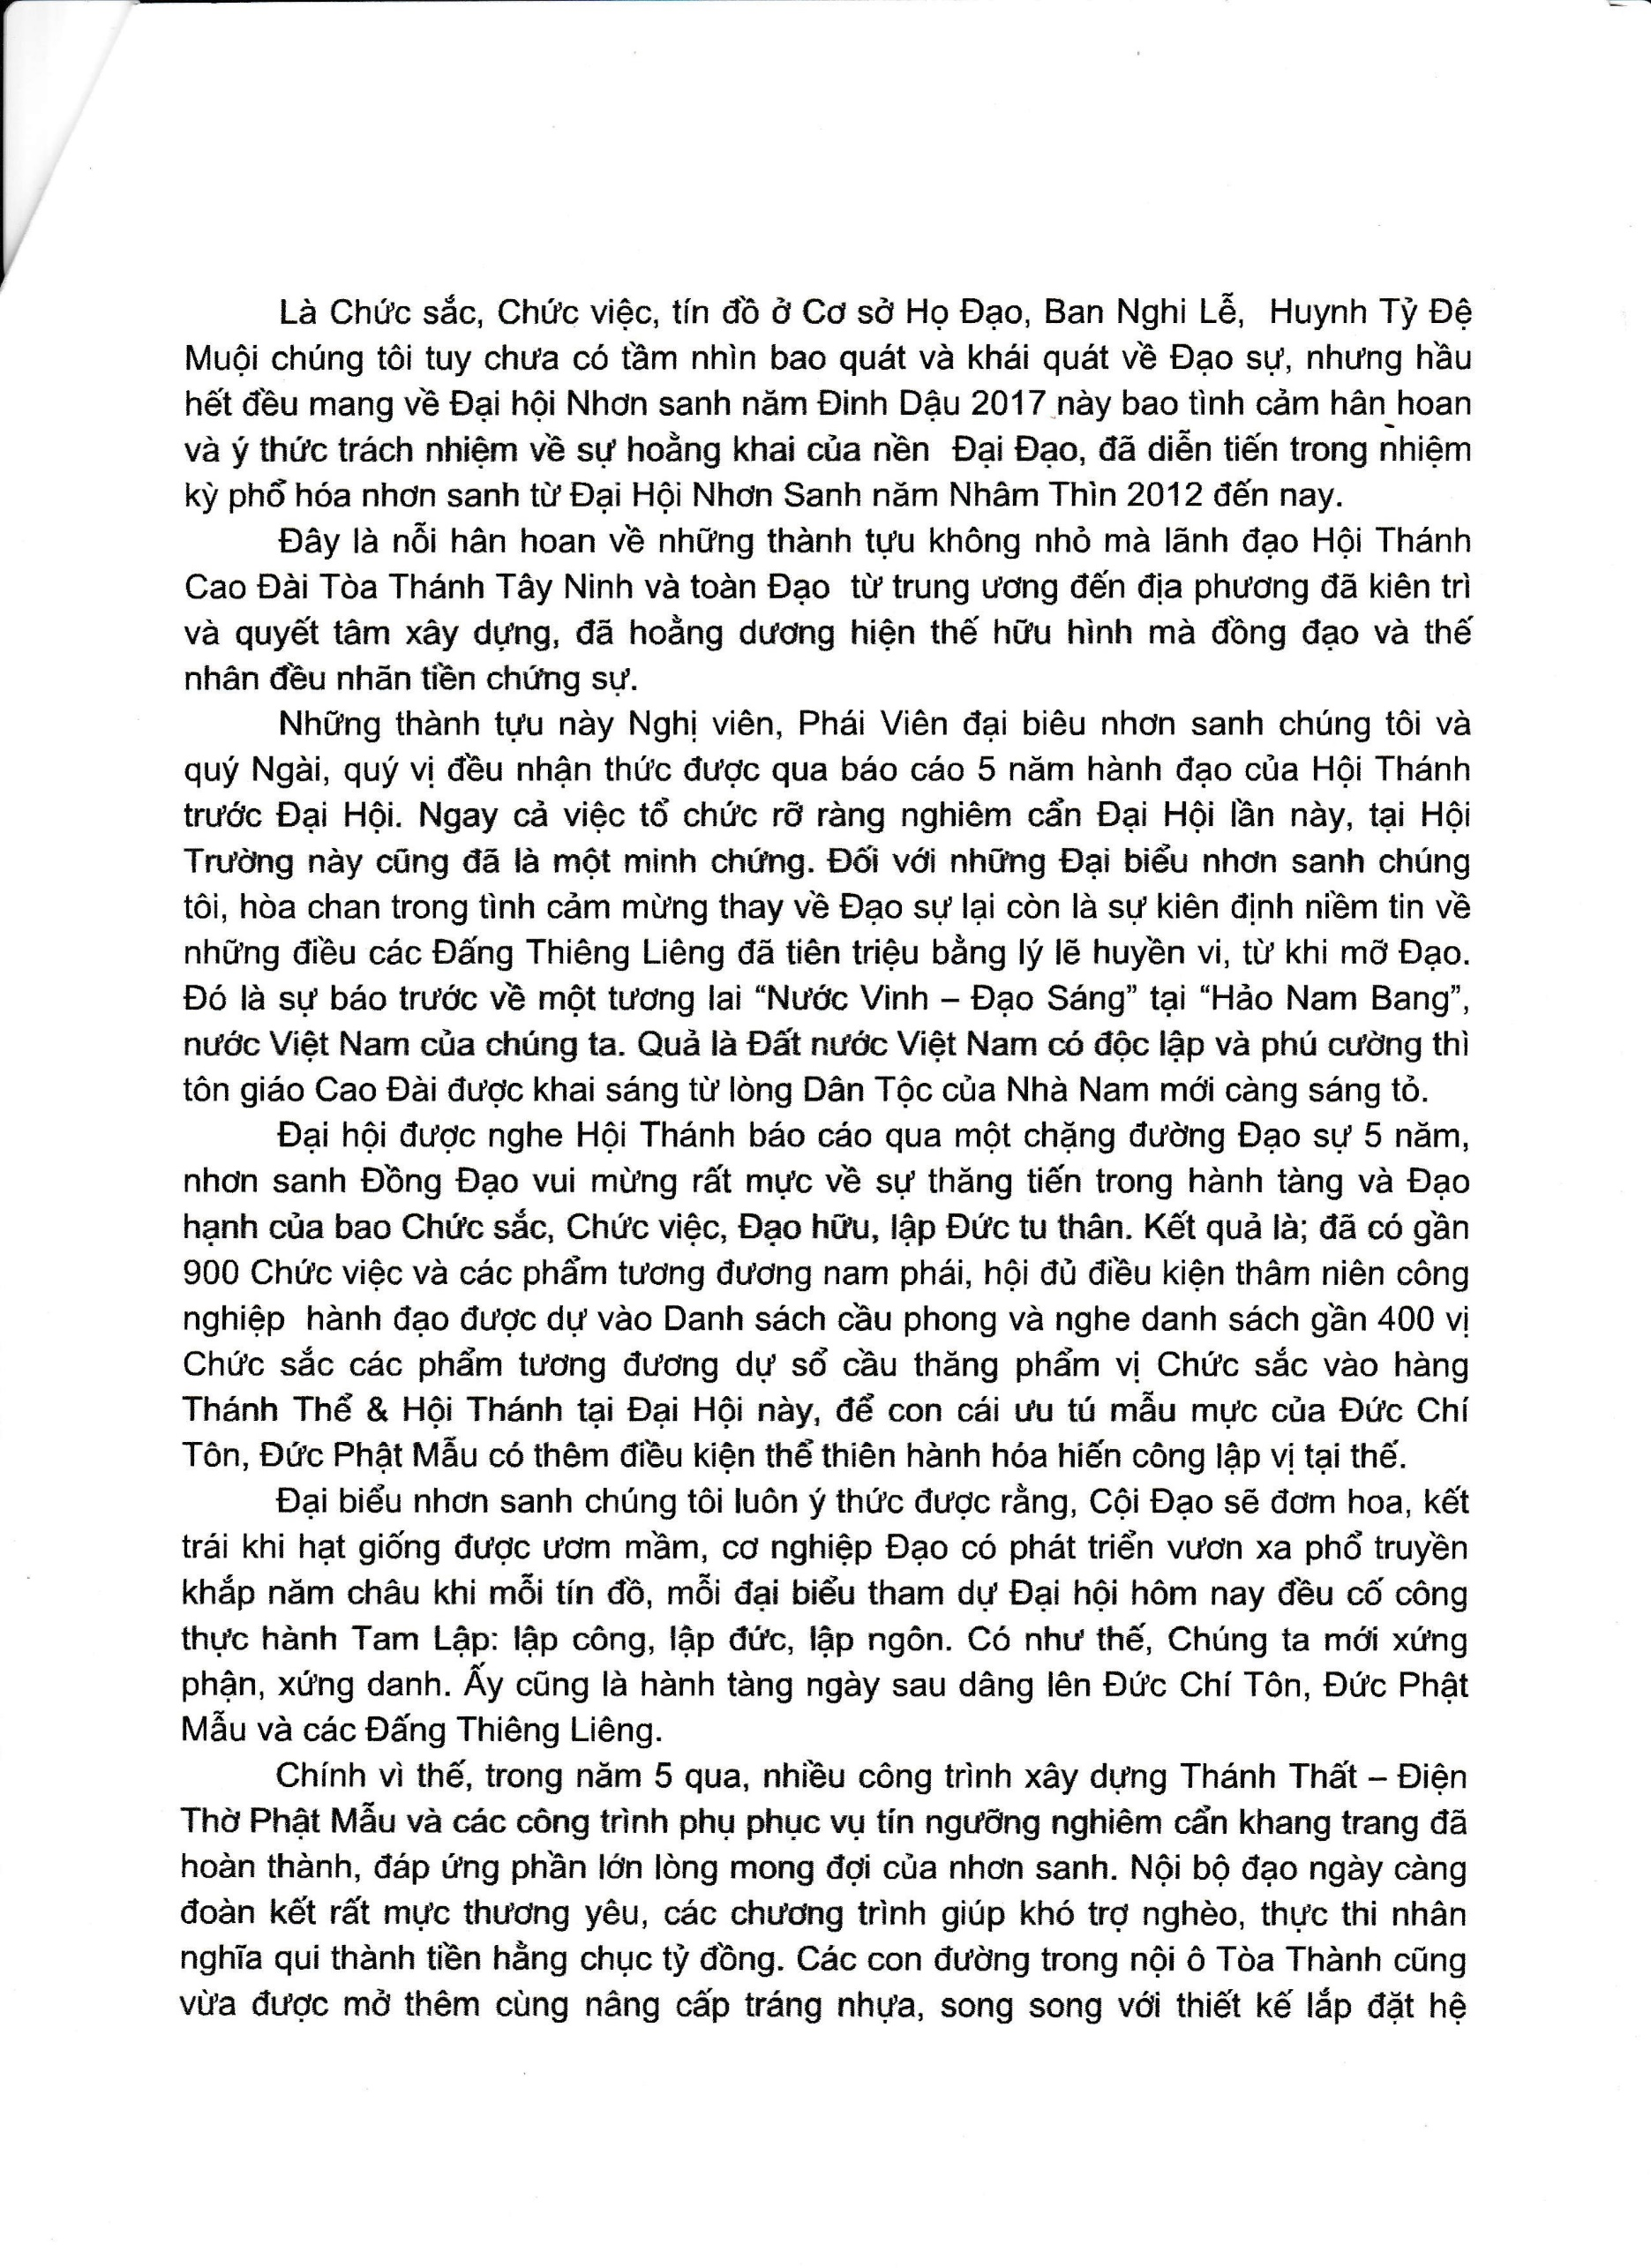 Là Chức sắc, Chức việc, tín đồ ở Cơ sở Họ Đạo, Ban Nghi Lễ, Huynh Tỷ Đệ
Muội chúng tôi tuy chưa có tầm nhìn bao quát và khái quát về Đạo sự, nhưng hầu
hết đều mang về Đại hội Nhơn sanh năm Đinh Dậu 2017 này bao tình cảm hân hoan
và ý thức trách nhiệm về sự hoằng khai của nền Đại Đạo, đã diễn tiến trong nhiệm
kỳ phổ hóa nhơn sanh từ Đại Hội Nhơn Sanh năm Nhâm Thìn 2012 đến nay.
Đây là nỗi hân hoan về những thành tựu không nhỏ mà lãnh đạo Hội Thánh
Cao Đài Tòa Thánh Tây Ninh và toàn Đạo từ trung ương đến địa phương đã kiên trì
và quyết tâm xây dựng, đã hoằng dương hiện thế hữu hình mà đồng đạo và thế
nhân đều nhãn tiền chứng sự.
Những thành tựu này Nghị viên, Phái Viên đại biêu nhơn sanh chúng tôi và
quý Ngài, quý vị đều nhận thức được qua báo cáo 5 năm hành đạo của Hội Thánh
trước Đại Hội. Ngay cả việc tổ chức rỡ ràng nghiêm cẩn Đại Hội lần này, tại Hội
Trường này cũng đã là một minh chứng. Đối với những Đại biểu nhơn sanh chúng
tôi, hòa chan trong tình cảm mừng thay về Đạo sự lại còn là sự kiên định niềm tin về
những điều các Đấng Thiêng Liêng đã tiên triệu bằng lý lẽ huyền vi, từ khi mỡ Đạo.
Đó là sự báo trước về một tương lai “Nước Vinh – Đạo Sáng” tại “Hảo Nam Bang”,
nước Việt Nam của chúng ta. Quả là Đất nước Việt Nam có độc lập và phú cường thì
tôn giáo Cao Đài được khai sáng từ lòng Dân Tộc của Nhà Nam mới càng sáng tỏ.
Đại hội được nghe Hội Thánh báo cáo qua một chặng đường Đạo sự 5 năm,
nhơn sanh Đồng Đạo vui mừng rất mực về sự thăng tiến trong hành tàng và Đạo
hạnh của bao Chức sắc, Chức việc, Đạo hữu, lập Đức tu thân. Kết quả là; đã có gần
900 Chức việc và các phẩm tương đương nam phái, hội đủ điều kiện thâm niên công
nghiệp hành đạo được dự vào Danh sách cầu phong và nghe danh sách gần 400 vị
Chức sắc các phẩm tương đương dự sổ cầu thăng phẩm vị Chức sắc vào hàng
Thánh Thể & Hội Thánh tại Đại Hội này, để con cái ưu tú mẫu mực của Đức Chí
Tôn, Đức Phật Mẫu có thêm điều kiện thể thiên hành hóa hiến công lập vị tại thế.
Đại biểu nhơn sanh chúng tôi luôn ý thức được rằng, Cội Đạo sẽ đơm hoa, kết
trái khi hạt giống được ươm mầm, cơ nghiệp Đạo có phát triển vươn xa phổ truyền
khắp năm châu khi mỗi tín đồ, mỗi đại biểu tham dự Đại hội hôm nay đều cố công
thực hành Tam Lập: lập công, lập đức, lập ngôn. Có như thế, Chúng ta mới xứng
phận, xứng danh. Ấy cũng là hành tàng ngày sau dâng lên Đức Chí Tôn, Đức Phật
Mẫu và các Đấng Thiêng Liêng.
Chính vì thế, trong năm 5 qua, nhiều công trình xây dựng Thánh Thất – Điện
Thờ Phật Mẫu và các công trình phụ phục vụ tín ngưỡng nghiêm cẩn khang trang đã
hoàn thành, đáp ứng phần lớn lòng mong đợi của nhơn sanh. Nội bộ đạo ngày càng
đoàn kết rất mực thương yêu, các chương trình giúp khó trợ nghèo, thực thi nhân
nghĩa qui thành tiền hằng chục tỷ đồng. Các con đường trong nội ô Tòa Thành cũng
vừa được mở thêm cùng nâng cấp tráng nhựa, song song với thiết kế lắp đặt hệ